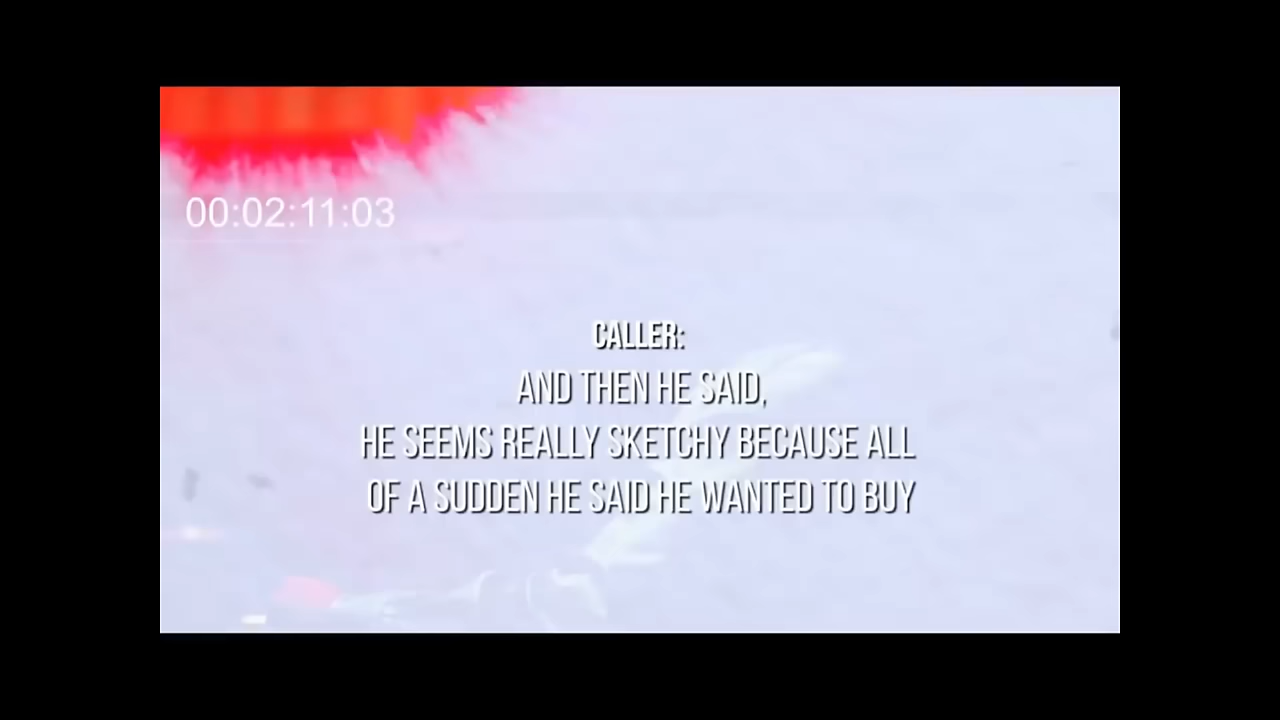 00:02:11:03
CALLER:
AND THEN HE SAID,
HE SEEMS REALLY SKETCHY BECAUSE ALL
OF A SUDDEN HE SAID HE WANTED TO BUY